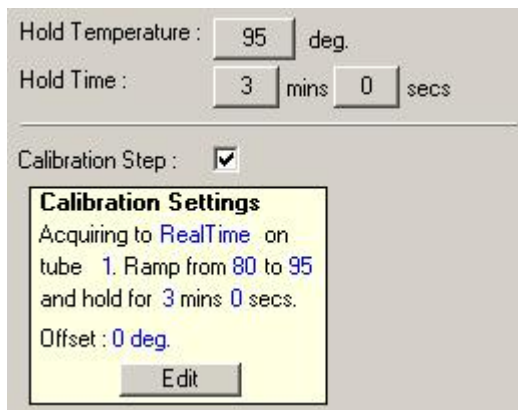 Hold Temperature : 95 deg.
Hold Time : 3 mins 0 secs
Calibration Step :
Calibration Settings
Acquiring to RealTime on
tube 1. Ramp from 80 to 95
and hold for 3 mins 0 secs.
Offset : 0 deg.
Edit